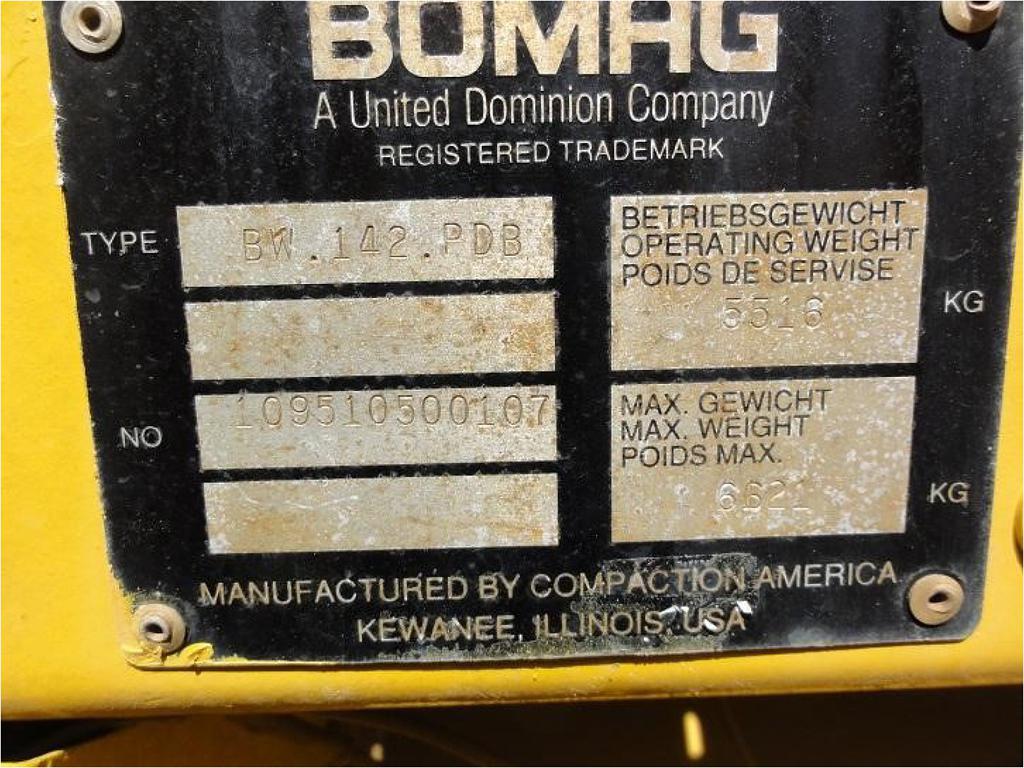 BOMAG
A United Dominion Company
REGISTERED TRADEMARK
TYPE BW.142.PDB
NO 109510500107
BETRIEBSGEWICHT
OPERATING WEIGHT
POIDS DE SERVISE
5516 KG
MAX. GEWICHT
MAX. WEIGHT
POIDS MAX.
6621 KG
MANUFACTURED BY COMPACTION AMERICA
KEWANEE, ILLINOIS, USA